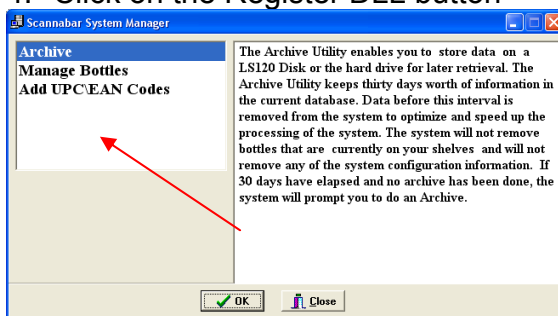 Scannabar System Manager
Archive
Manage Bottles
Add UPC\EAN Codes
The Archive Utility enables you to store data on a
LS120 Disk or the hard drive for later retrieval. The
Archive Utility keeps thirty days worth of information in
the current database. Data before this interval is
removed from the system to optimize and speed up the
processing of the system. The system will not remove
bottles that are currently on your shelves and will not
remove any of the system configuration information. If
30 days have elapsed and no archive has been done, the
system will prompt you to do an Archive.
OK Close